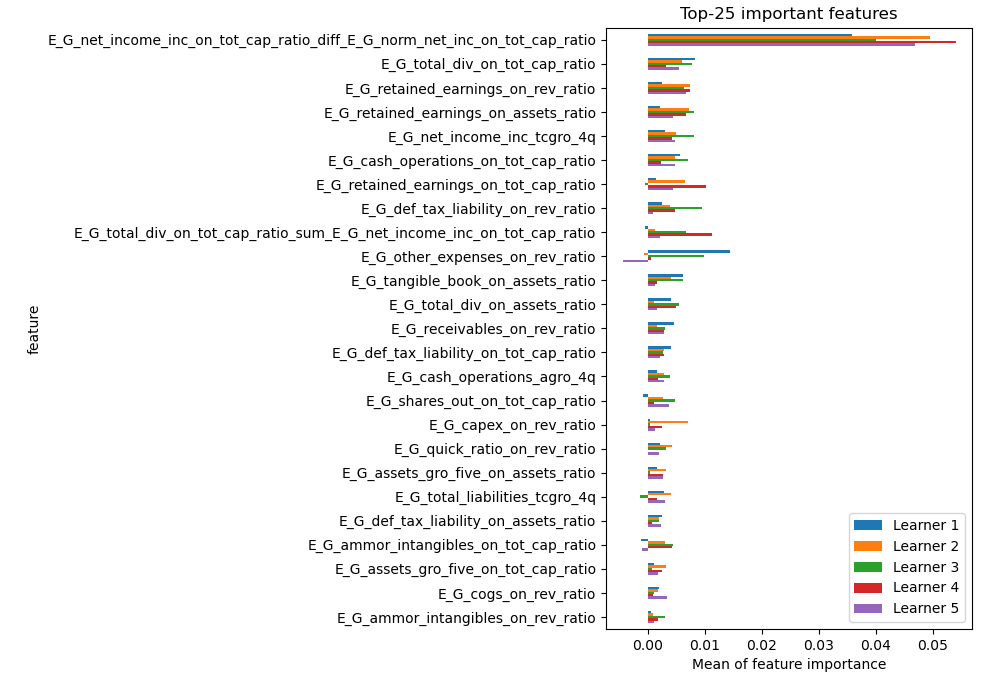 Top-25 important features
E_G_net_income_inc_on_tot_cap_ratio_diff_E_G_norm_net_inc_on_tot_cap_ratio
E_G_total_div_on_tot_cap_ratio
E_G_retained_earnings_on_rev_ratio
E_G_retained_earnings_on_assets_ratio
E_G_net_income_inc_tcgro_4q
E_G_cash_operations_on_tot_cap_ratio
E_G_retained_earnings_on_tot_cap_ratio
E_G_def_tax_liability_on_rev_ratio
E_G_total_div_on_tot_cap_ratio_sum_E_G_net_income_inc_on_tot_cap_ratio
E_G_other_expenses_on_rev_ratio
E_G_tangible_book_on_assets_ratio
E_G_total_div_on_assets_ratio
E_G_receivables_on_rev_ratio
E_G_def_tax_liability_on_tot_cap_ratio
E_G_cash_operations_agro_4q
E_G_shares_out_on_tot_cap_ratio
E_G_capex_on_rev_ratio
E_G_quick_ratio_on_rev_ratio
E_G_assets_gro_five_on_assets_ratio
E_G_total_liabilities_tcgro_4q
E_G_def_tax_liability_on_assets_ratio
E_G_ammor_intangibles_on_tot_cap_ratio
E_G_assets_gro_five_on_tot_cap_ratio
E_G_cogs_on_rev_ratio
E_G_ammor_intangibles_on_rev_ratio
feature
Learner 1
Learner 2
Learner 3
Learner 4
Learner 5
0.00 0.01 0.02 0.03 0.04 0.05
Mean of feature importance